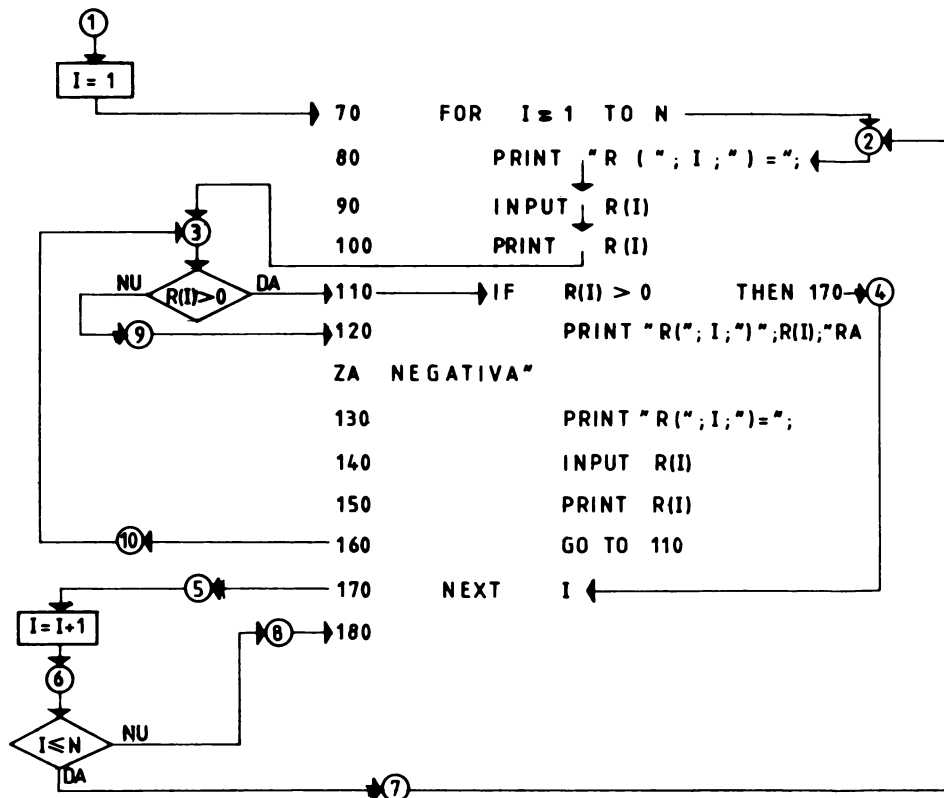 1
I = 1
70 FOR I = 1 TO N
2
80 PRINT "R ("; I ;") =";
90 INPUT R(I)
3
100 PRINT R(I)
NU R(I)>0 DA
110 IF R(I) > 0 THEN 170 4
9
120 PRINT "R("; I;")";R(I);"RA
ZA NEGATIVA"
130 PRINT "R("; I;")=";
140 INPUT R(I)
150 PRINT R(I)
10 160 GO TO 110
5 170 NEXT I
I=I+1
8 180
6
I≤N NU
DA
7